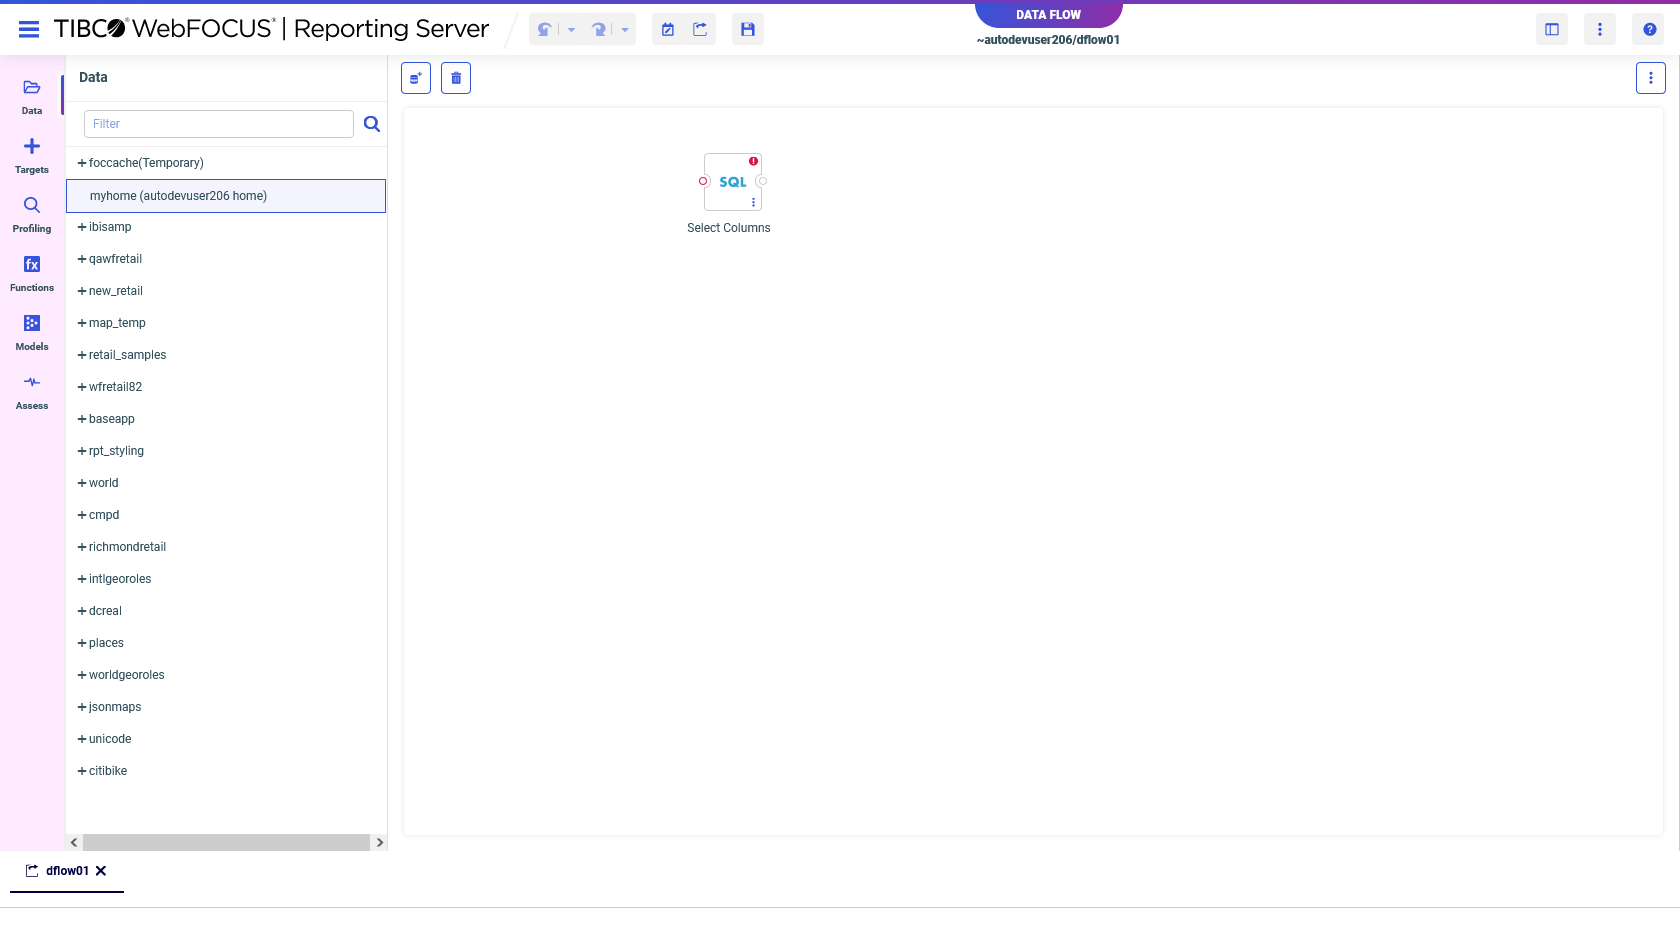 TIBCO® WebFOCUS® | Reporting Server
DATA FLOW
~autodevuser206/dflow01
Data
Targets
Profiling
fx
Functions
Models
Assess
Data
Filter
foccache(Temporary)
myhome (autodevuser206 home)
ibisamp
qawfretail
new_retail
map_temp
retail_samples
wfretail82
baseapp
rpt_styling
world
cmpd
richmondretail
intlgeoroles
dcreal
places
worldgeoroles
jsonmaps
unicode
citibike
SQL
Select Columns
dflow01